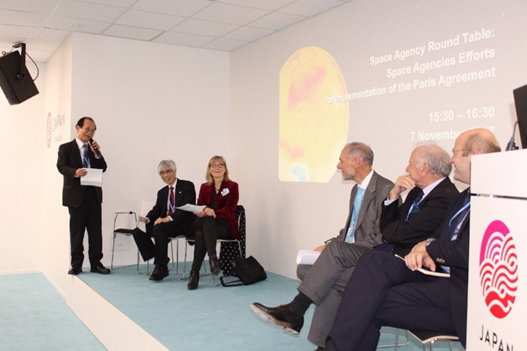 Space Agency Round Table:
Space Agencies Efforts
for Implementation of the Paris Agreement
15:30 – 16:30
7 November
JAPAN
JAPAN